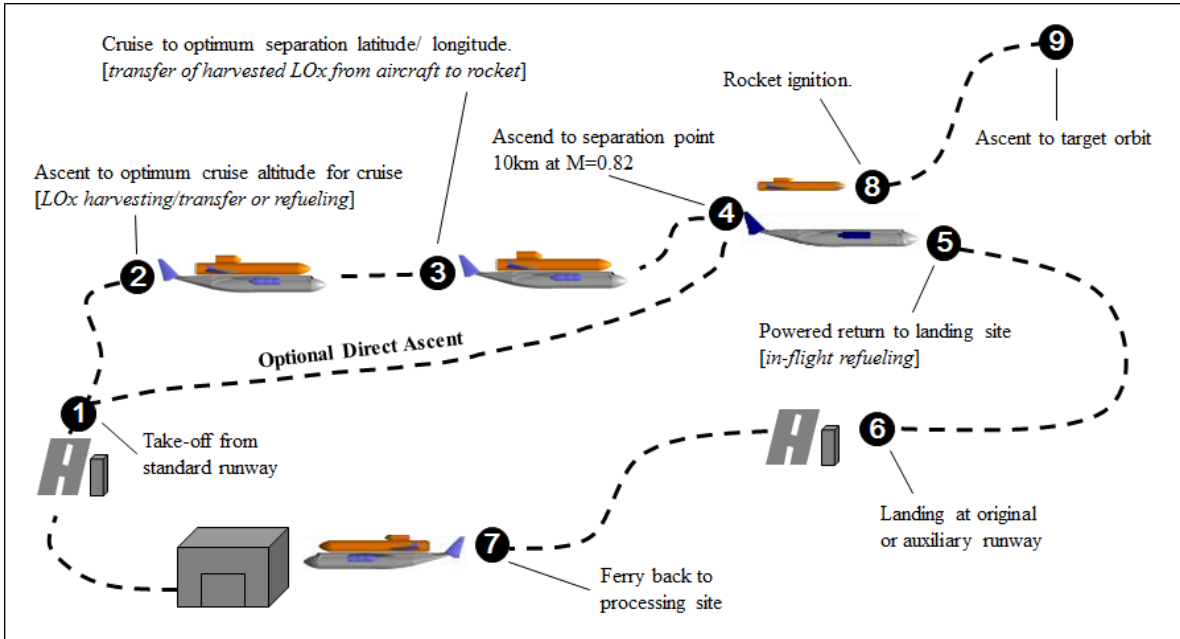 Cruise to optimum separation latitude/ longitude.
[transfer of harvested LOx from aircraft to rocket]
9
Rocket ignition.
Ascend to separation point
10km at M=0.82
Ascent to target orbit
Ascent to optimum cruise altitude for cruise
[LOx harvesting/transfer or refueling]
8
4
5
2
3
Powered return to landing site
[in-flight refueling]
Optional Direct Ascent
1
Take-off from
standard runway
6
Landing at original
or auxiliary runway
7
Ferry back to
processing site